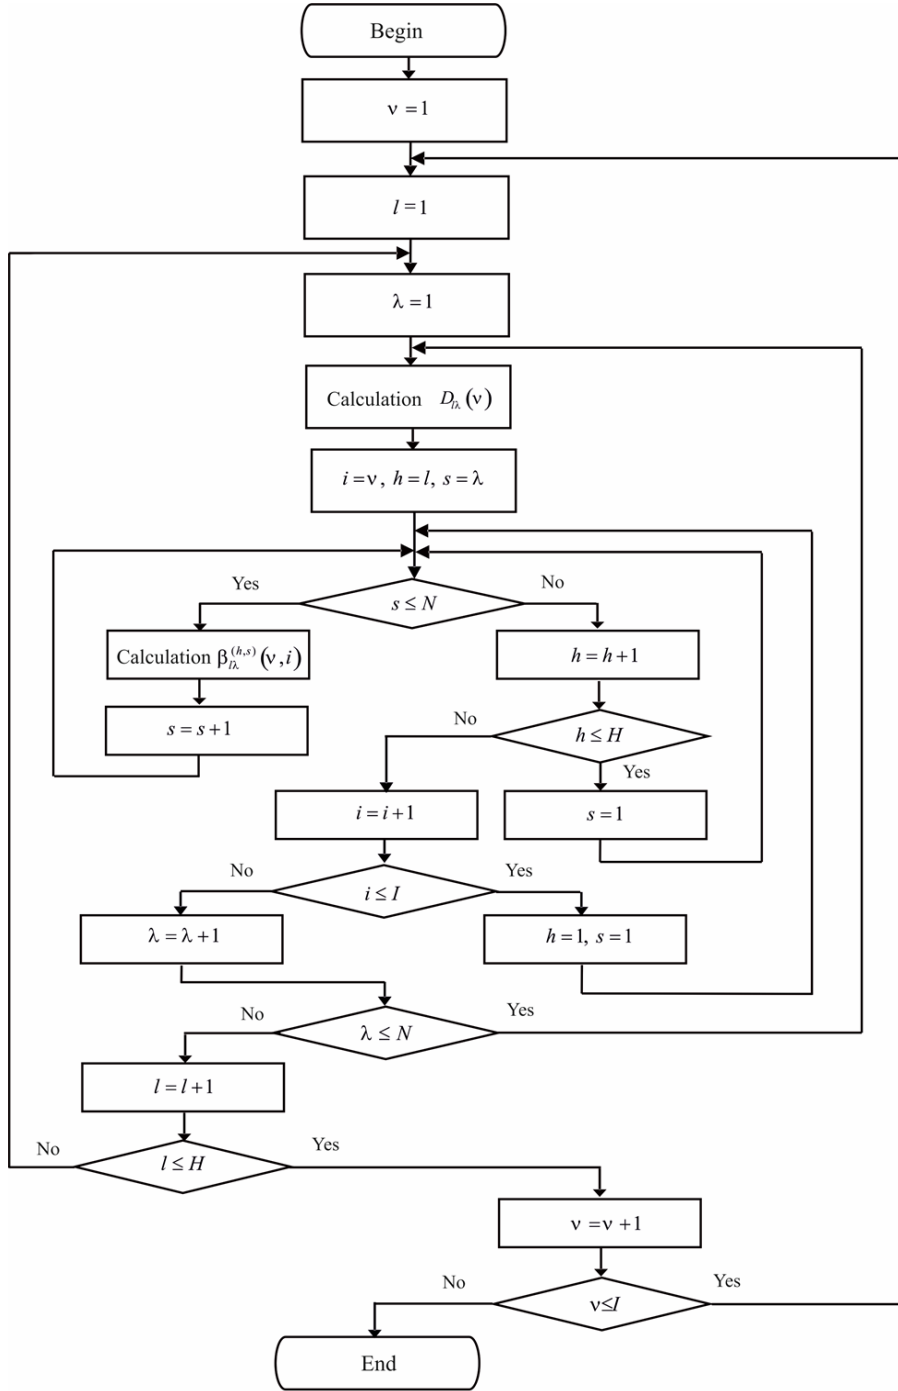 Begin
ν = 1
l = 1
λ = 1
Calculation D_{lλ}(ν)
i = ν, h = l, s = λ
Yes
No
s ≤ N
Calculation β_{lλ}^{(h,s)}(ν, i)
h = h + 1
s = s + 1
No
h ≤ H
Yes
i = i + 1
s = 1
No
Yes
i ≤ I
λ = λ + 1
h = 1, s = 1
No
Yes
λ ≤ N
l = l + 1
No
Yes
l ≤ H
ν = ν + 1
No
Yes
ν ≤ I
End